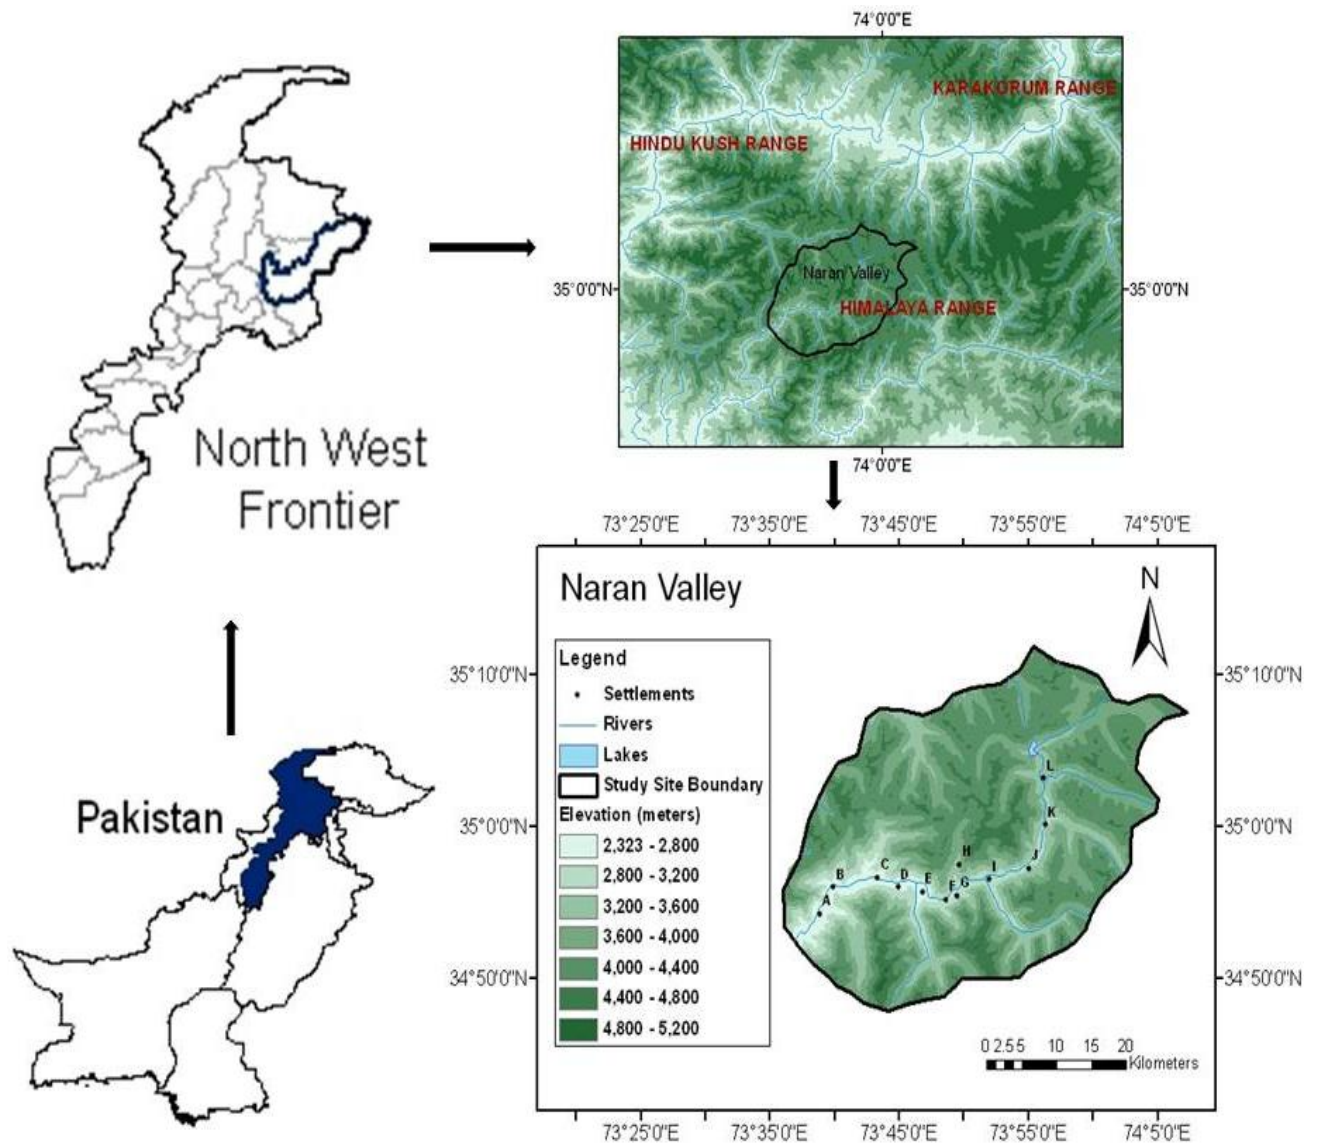 74°0'0"E
KARAKORUM RANGE
HINDU KUSH RANGE
Naran Valley
35°0'0"N
35°0'0"N
HIMALAYA RANGE
74°0'0"E
North West
Frontier
Pakistan
73°25'0"E 73°35'0"E 73°45'0"E 73°55'0"E 74°5'0"E
Naran Valley
N
Legend
Settlements
Rivers
Lakes
Study Site Boundary
Elevation (meters)
2,323 - 2,800
2,800 - 3,200
3,200 - 3,600
3,600 - 4,000
4,000 - 4,400
4,400 - 4,800
4,800 - 5,200
35°10'0"N
35°10'0"N
35°0'0"N
35°0'0"N
34°50'0"N
34°50'0"N
L
K
J
H
I
G
F
E
D
C
B
A
0 2.5 5 10 15 20
Kilometers
73°25'0"E 73°35'0"E 73°45'0"E 73°55'0"E 74°5'0"E